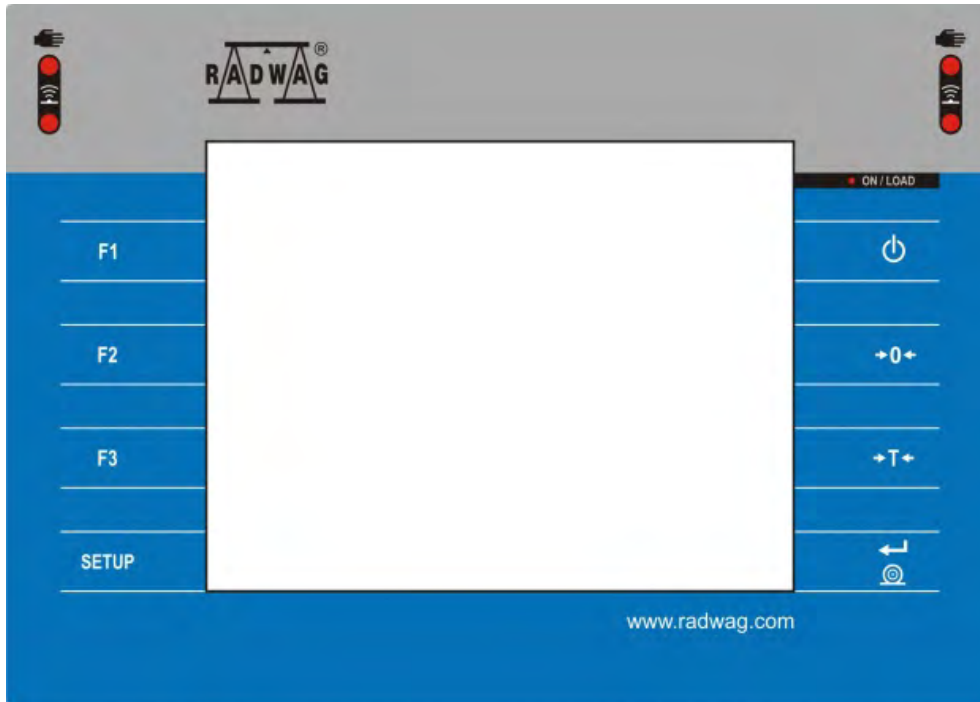 RADWAG®
ON / LOAD
F1
F2
→0←
F3
→T←
SETUP
www.radwag.com